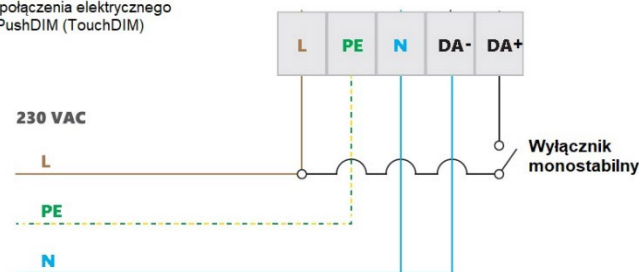 połączenia elektrycznego
PushDIM (TouchDIM)
L PE N DA- DA+
230 VAC
Wyłącznik
monostabilny
L
PE
N